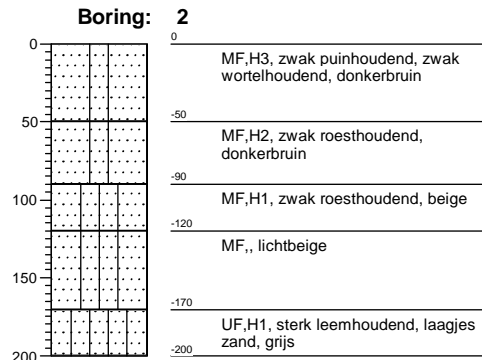 Boring: 2
0
0
MF,H3, zwak puinhoudend, zwak
wortelhoudend, donkerbruin
50
-50
MF,H2, zwak roesthoudend,
donkerbruin
-90
100
MF,H1, zwak roesthoudend, beige
-120
MF,, lichtbeige
150
-170
UF,H1, sterk leemhoudend, laagjes
zand, grijs
200
-200